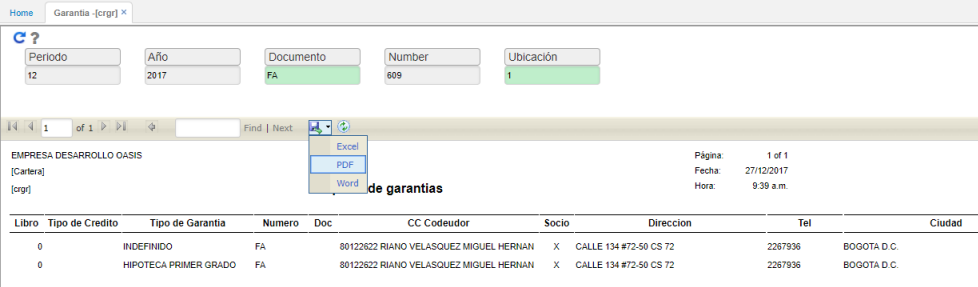 Home Garantia -[crgr] ×
Periodo Año Documento Number Ubicación
12 2017 FA 609 1
1 of 1 Find | Next
Excel
EMPRESA DESARROLLO OASIS Página: 1 of 1
PDF
[Cartera] Fecha: 27/12/2017
Word
[crgr] de garantias Hora: 9:39 a.m.
Libro Tipo de Credito Tipo de Garantia Numero Doc CC Codeudor Socio Direccion Tel Ciudad
0 INDEFINIDO FA 80122622 RIANO VELASQUEZ MIGUEL HERNAN X CALLE 134 #72-50 CS 72 2267936 BOGOTA D.C.
0 HIPOTECA PRIMER GRADO FA 80122622 RIANO VELASQUEZ MIGUEL HERNAN X CALLE 134 #72-50 CS 72 2267936 BOGOTA D.C.